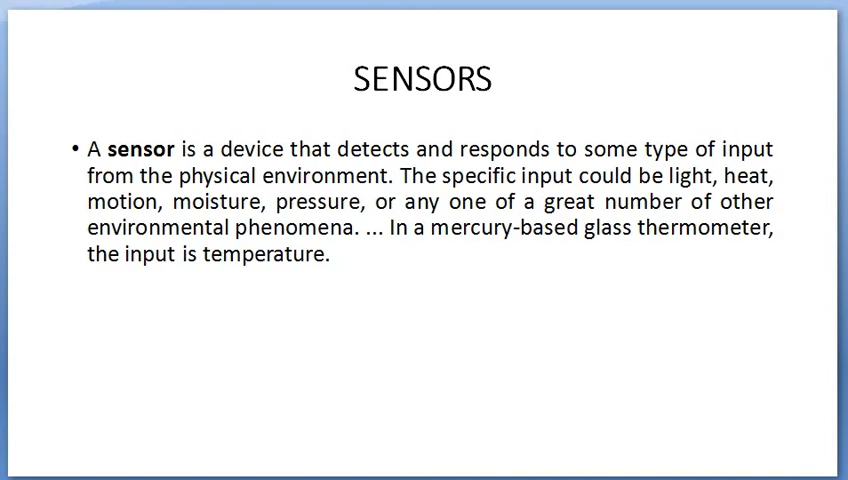 SENSORS
• A sensor is a device that detects and responds to some type of input
from the physical environment. The specific input could be light, heat,
motion, moisture, pressure, or any one of a great number of other
environmental phenomena. ... In a mercury-based glass thermometer,
the input is temperature.